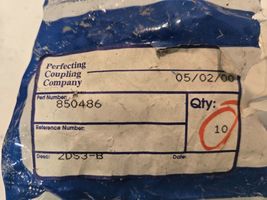 Perfecting
Coupling
Company
05/02/00
Part Number:
850486
Qty:
10
Reference Number:
Desc: 2DS3-B
Date: